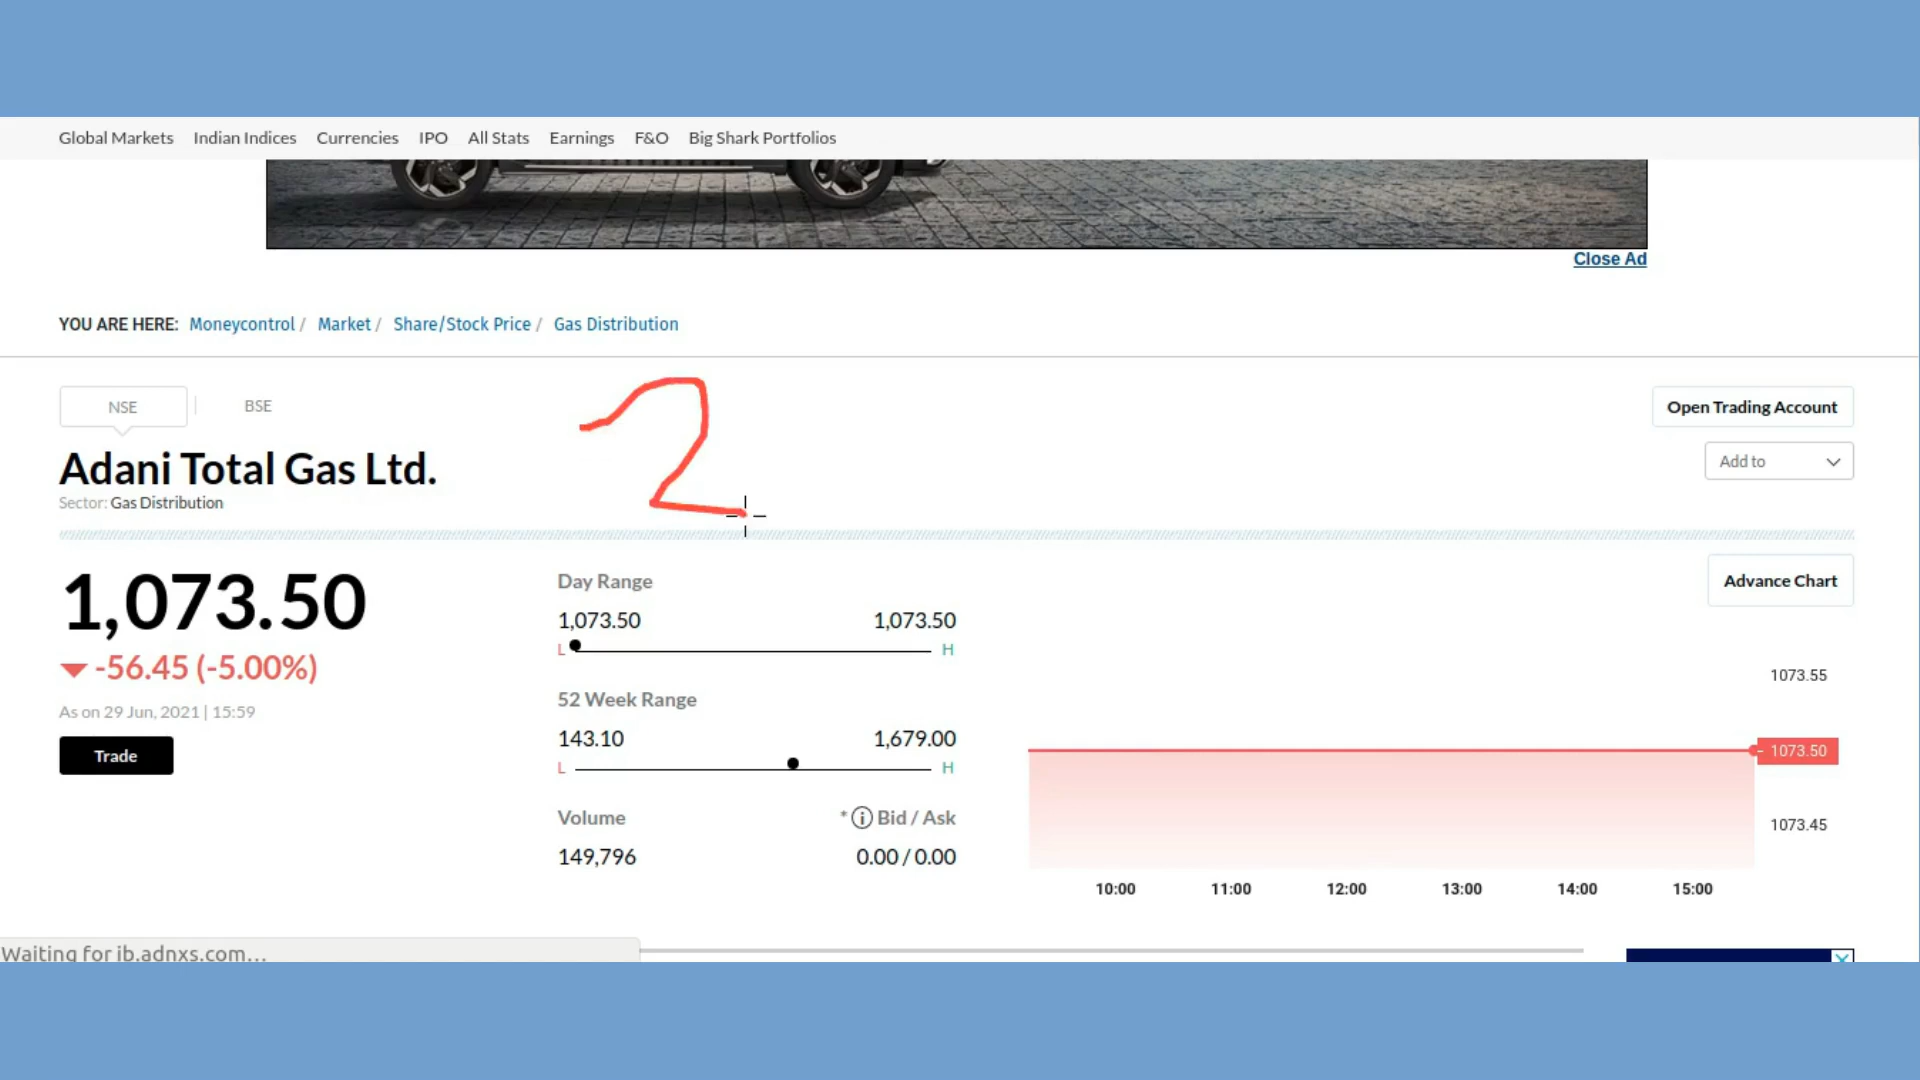 Global Markets Indian Indices Currencies IPO All Stats Earnings F&O Big Shark Portfolios
Close Ad
YOU ARE HERE: Moneycontrol / Market / Share/Stock Price / Gas Distribution
NSE BSE
2
Open Trading Account
Adani Total Gas Ltd.
Add to
Sector: Gas Distribution
1,073.50
-56.45 (-5.00%)
As on 29 Jun, 2021 | 15:59
Trade
Day Range
1,073.50 1,073.50
L H
52 Week Range
143.10 1,679.00
L H
Volume * i Bid / Ask
149,796 0.00 / 0.00
Advance Chart
1073.55
1073.50
1073.45
10:00 11:00 12:00 13:00 14:00 15:00
Waiting for ib.adnxs.com...